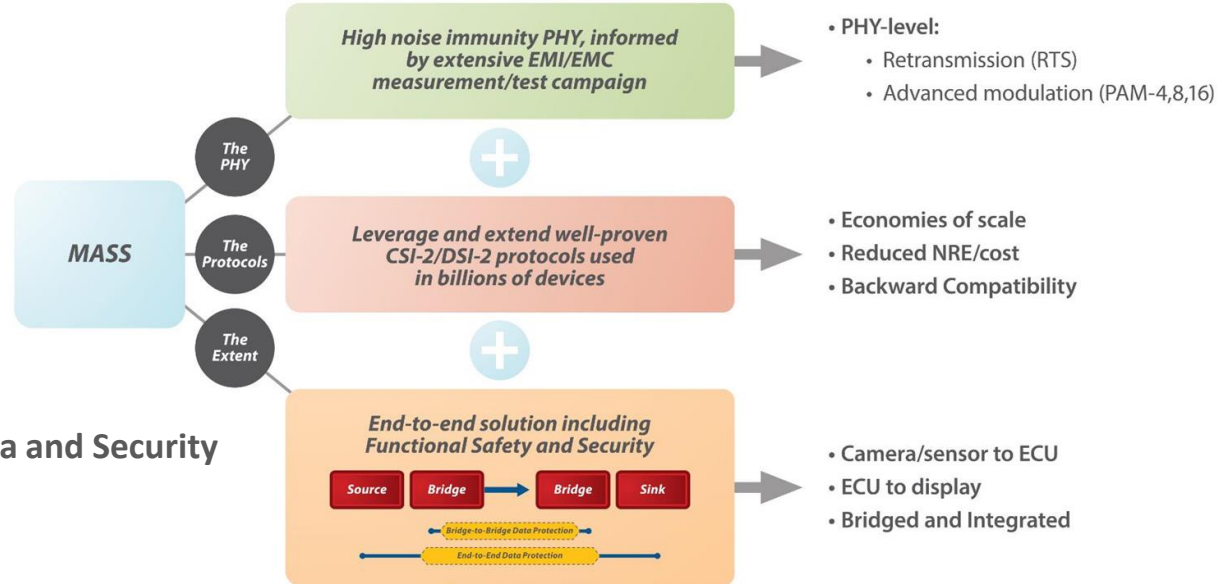 High noise immunity PHY, informed
by extensive EMI/EMC
measurement/test campaign
• PHY-level:
• Retransmission (RTS)
• Advanced modulation (PAM-4,8,16)
The
PHY
MASS
The
Protocols
Leverage and extend well-proven
CSI-2/DSI-2 protocols used
in billions of devices
• Economies of scale
• Reduced NRE/cost
• Backward Compatibility
The
Extent
End-to-end solution including
Functional Safety and Security
Source
Bridge
Bridge
Sink
Bridge-to-Bridge Data Protection
End-to-End Data Protection
• Camera/sensor to ECU
• ECU to display
• Bridged and Integrated
a and Security